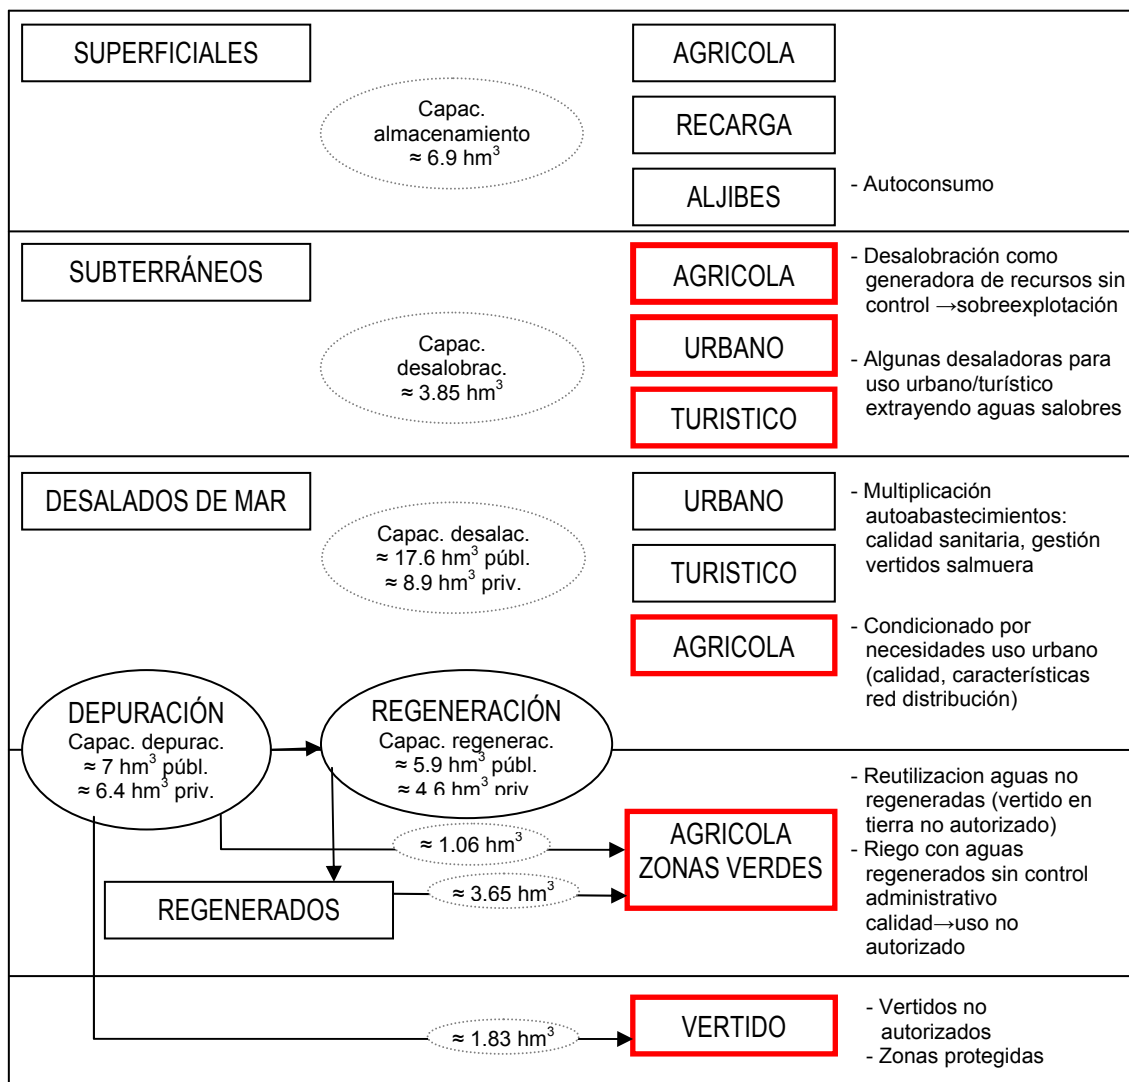 SUPERFICIALES
Capac.
almacenamiento
≈ 6.9 hm³
AGRICOLA
RECARGA
ALJIBES
- Autoconsumo
SUBTERRÁNEOS
Capac.
desalobrac.
≈ 3.85 hm³
AGRICOLA
URBANO
TURISTICO
- Desalobración como
generadora de recursos sin
control →sobreexplotación
- Algunas desaladoras para
uso urbano/turístico
extrayendo aguas salobres
DESALADOS DE MAR
Capac. desalac.
≈ 17.6 hm³ públ.
≈ 8.9 hm³ priv.
URBANO
TURISTICO
AGRICOLA
- Multiplicación
autoabastecimientos:
calidad sanitaria, gestión
vertidos salmuera
- Condicionado por
necesidades uso urbano
(calidad, características
red distribución)
DEPURACIÓN
Capac. depurac.
≈ 7 hm³ públ.
≈ 6.4 hm³ priv.
REGENERACIÓN
Capac. regenerac.
≈ 5.9 hm³ públ.
≈ 4.6 hm³ priv
≈ 1.06 hm³
≈ 3.65 hm³
REGENERADOS
AGRICOLA
ZONAS VERDES
- Reutilizacion aguas no
regeneradas (vertido en
tierra no autorizado)
- Riego con aguas
regenerados sin control
administrativo
calidad→uso no
autorizado
≈ 1.83 hm³
VERTIDO
- Vertidos no
autorizados
- Zonas protegidas